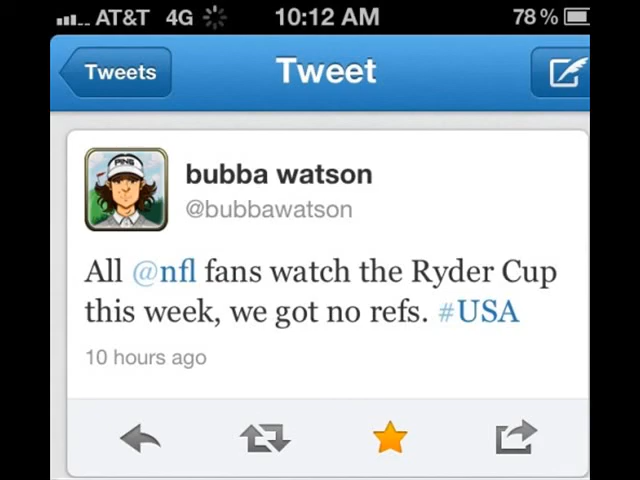 AT&T 4G 10:12 AM 78%
Tweets Tweet
PING
bubba watson
@bubbawatson
All @nfl fans watch the Ryder Cup
this week, we got no refs. #USA
10 hours ago